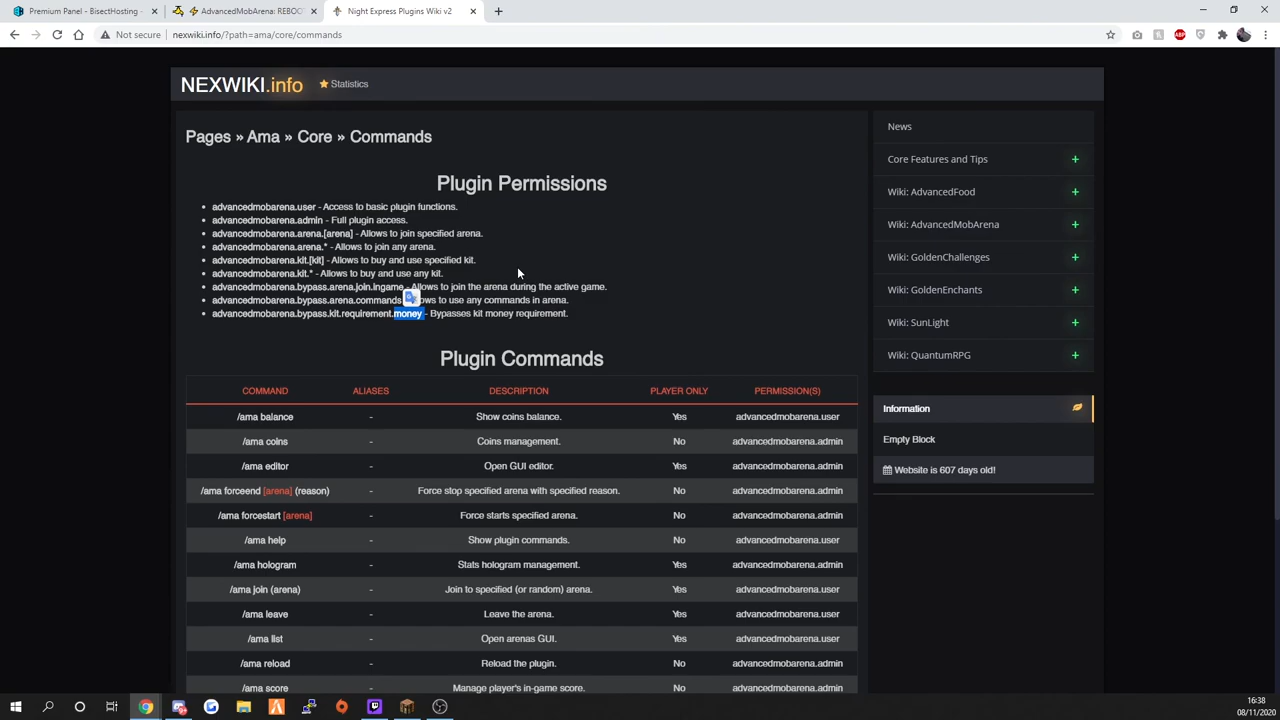 Premium Panel - BisectHosting -
AdvancedMobArena: REBOO
Night Express Plugins Wiki v2
Not secure
nexwiki.info/?path=ama/core/commands
NEXWIKI.info
Statistics
Pages » Ama » Core » Commands
Plugin Permissions
advancedmobarena.user - Access to basic plugin functions.
advancedmobarena.admin - Full plugin access.
advancedmobarena.arena.[arena] - Allows to join specified arena.
advancedmobarena.arena.* - Allows to join any arena.
advancedmobarena.kit.[kit] - Allows to buy and use specified kit.
advancedmobarena.kit.* - Allows to buy and use any kit.
advancedmobarena.bypass.arena.join.ingame - Allows to join the arena during the active game.
advancedmobarena.bypass.arena.commands ows to use any commands in arena.
advancedmobarena.bypass.kit.requirement.money - Bypasses kit money requirement.
Plugin Commands
COMMAND ALIASES DESCRIPTION PLAYER ONLY PERMISSION(S)
/ama balance - Show coins balance. Yes advancedmobarena.user
/ama coins - Coins management. No advancedmobarena.admin
/ama editor - Open GUI editor. Yes advancedmobarena.admin
/ama forceend [arena] (reason) - Force stop specified arena with specified reason. No advancedmobarena.admin
/ama forcestart [arena] - Force starts specified arena. No advancedmobarena.admin
/ama help - Show plugin commands. No advancedmobarena.user
/ama hologram - Stats hologram management. Yes advancedmobarena.admin
/ama join (arena) - Join to specified (or random) arena. Yes advancedmobarena.user
/ama leave - Leave the arena. Yes advancedmobarena.user
/ama list - Open arenas GUI. Yes advancedmobarena.user
/ama reload - Reload the plugin. No advancedmobarena.admin
/ama score - Manage player's in-game score. No advancedmobarena.admin
News
Core Features and Tips +
Wiki: AdvancedFood +
Wiki: AdvancedMobArena +
Wiki: GoldenChallenges +
Wiki: GoldenEnchants +
Wiki: SunLight +
Wiki: QuantumRPG +
Information
Empty Block
Website is 607 days old!
16:38
08/11/2020